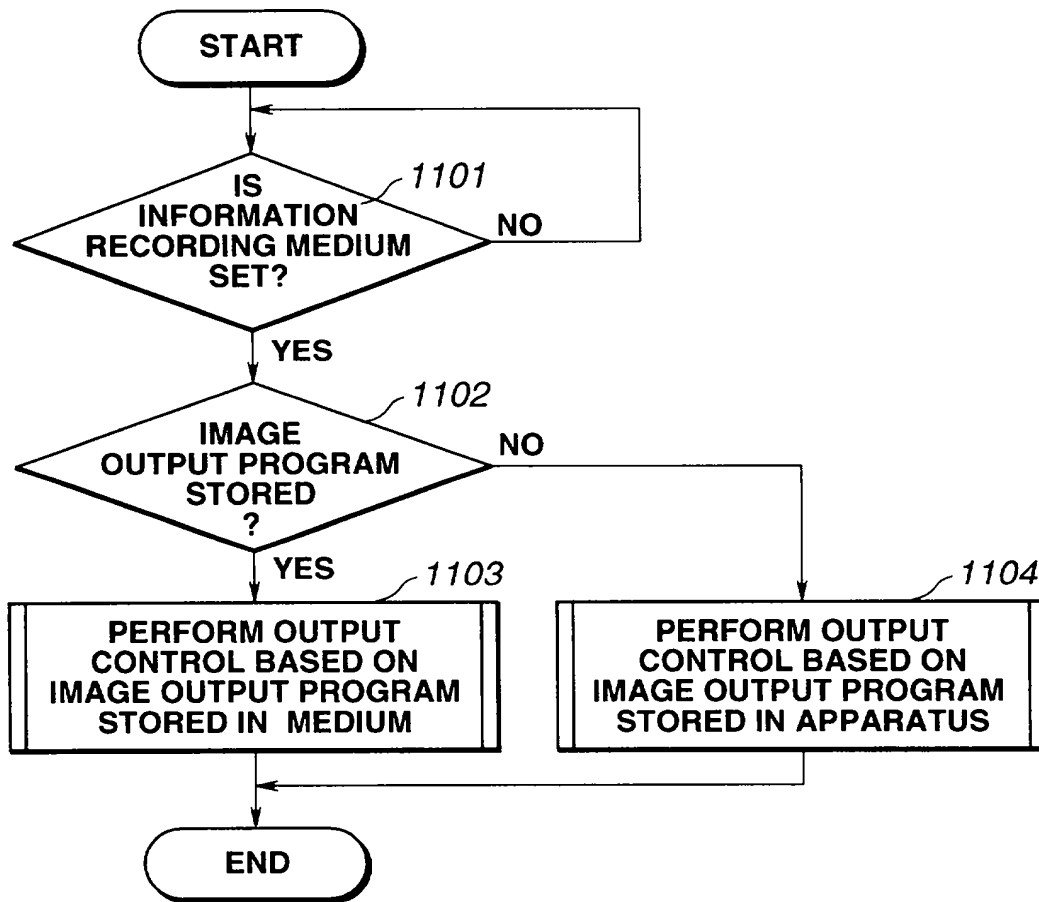 START
1101
IS
INFORMATION
RECORDING MEDIUM
SET?
NO
YES
1102
IMAGE
OUTPUT PROGRAM
STORED
?
NO
YES
1103
PERFORM OUTPUT
CONTROL BASED ON
IMAGE OUTPUT PROGRAM
STORED IN MEDIUM
1104
PERFORM OUTPUT
CONTROL BASED ON
IMAGE OUTPUT PROGRAM
STORED IN APPARATUS
END